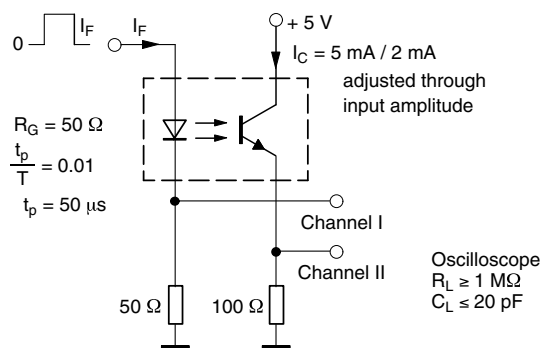 0
I_F
I_F
+ 5 V
I_C = 5 mA / 2 mA
adjusted through
input amplitude
R_G = 50 Ω
t_p
T
= 0.01
t_p = 50 μs
Channel I
Channel II
50 Ω
100 Ω
Oscilloscope
R_L ≥ 1 MΩ
C_L ≤ 20 pF